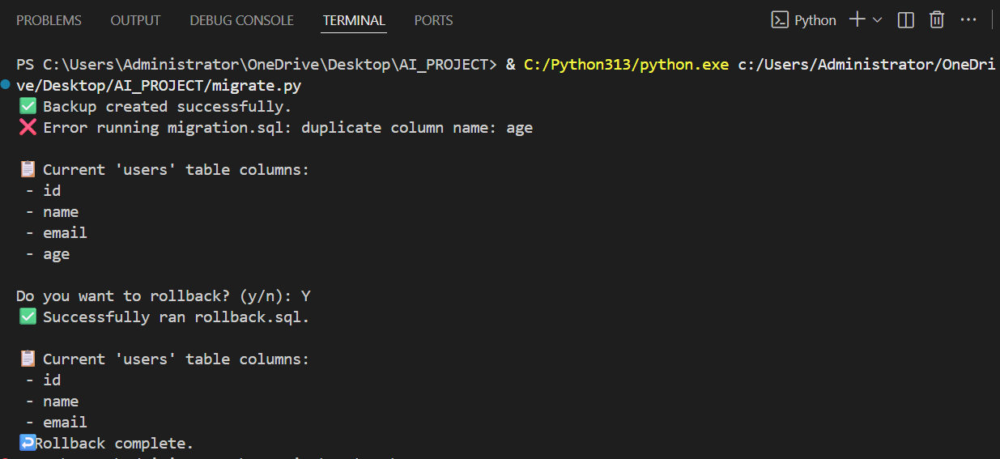 PROBLEMS OUTPUT DEBUG CONSOLE TERMINAL PORTS Python
PS C:\Users\Administrator\OneDrive\Desktop\AI_PROJECT> & C:/Python313/python.exe c:/Users/Administrator/OneDri
ve/Desktop/AI_PROJECT/migrate.py
✅ Backup created successfully.
❌ Error running migration.sql: duplicate column name: age
📋 Current 'users' table columns:
- id
- name
- email
- age
Do you want to rollback? (y/n): Y
✅ Successfully ran rollback.sql.
📋 Current 'users' table columns:
- id
- name
- email
↩️Rollback complete.